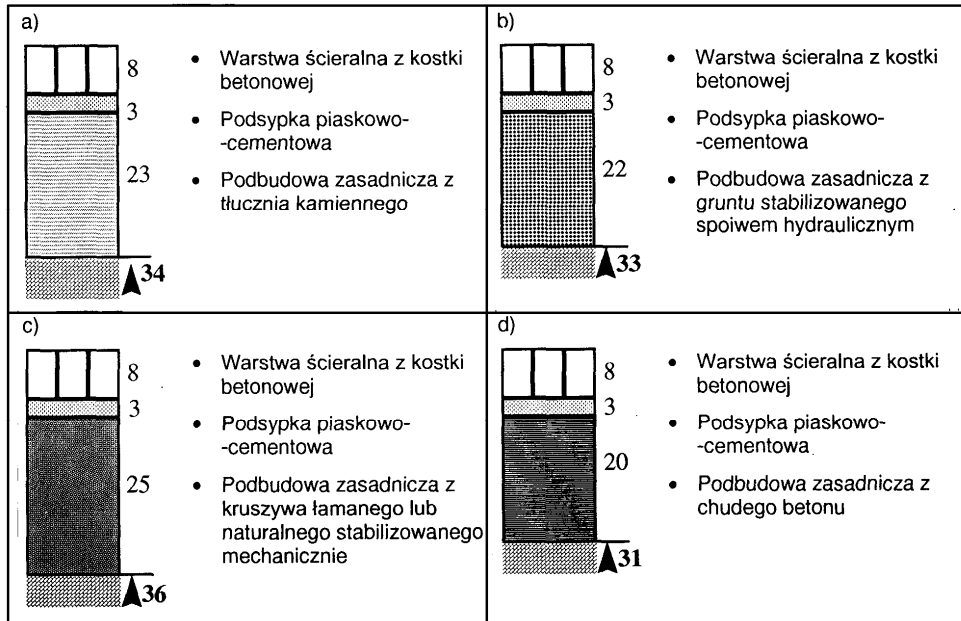 a)
8
3
23
34
• Warstwa ścieralna z kostki
betonowej
• Podsypka piaskowo-
-cementowa
• Podbudowa zasadnicza z
tłucznia kamiennego
b)
8
3
22
33
• Warstwa ścieralna z kostki
betonowej
• Podsypka piaskowo-
-cementowa
• Podbudowa zasadnicza z
gruntu stabilizowanego
spoiwem hydraulicznym
c)
8
3
25
36
• Warstwa ścieralna z kostki
betonowej
• Podsypka piaskowo-
-cementowa
• Podbudowa zasadnicza z
kruszywa łamanego lub
naturalnego stabilizowanego
mechanicznie
d)
8
3
20
31
• Warstwa ścieralna z kostki
betonowej
• Podsypka piaskowo-
-cementowa
• Podbudowa zasadnicza z
chudego betonu